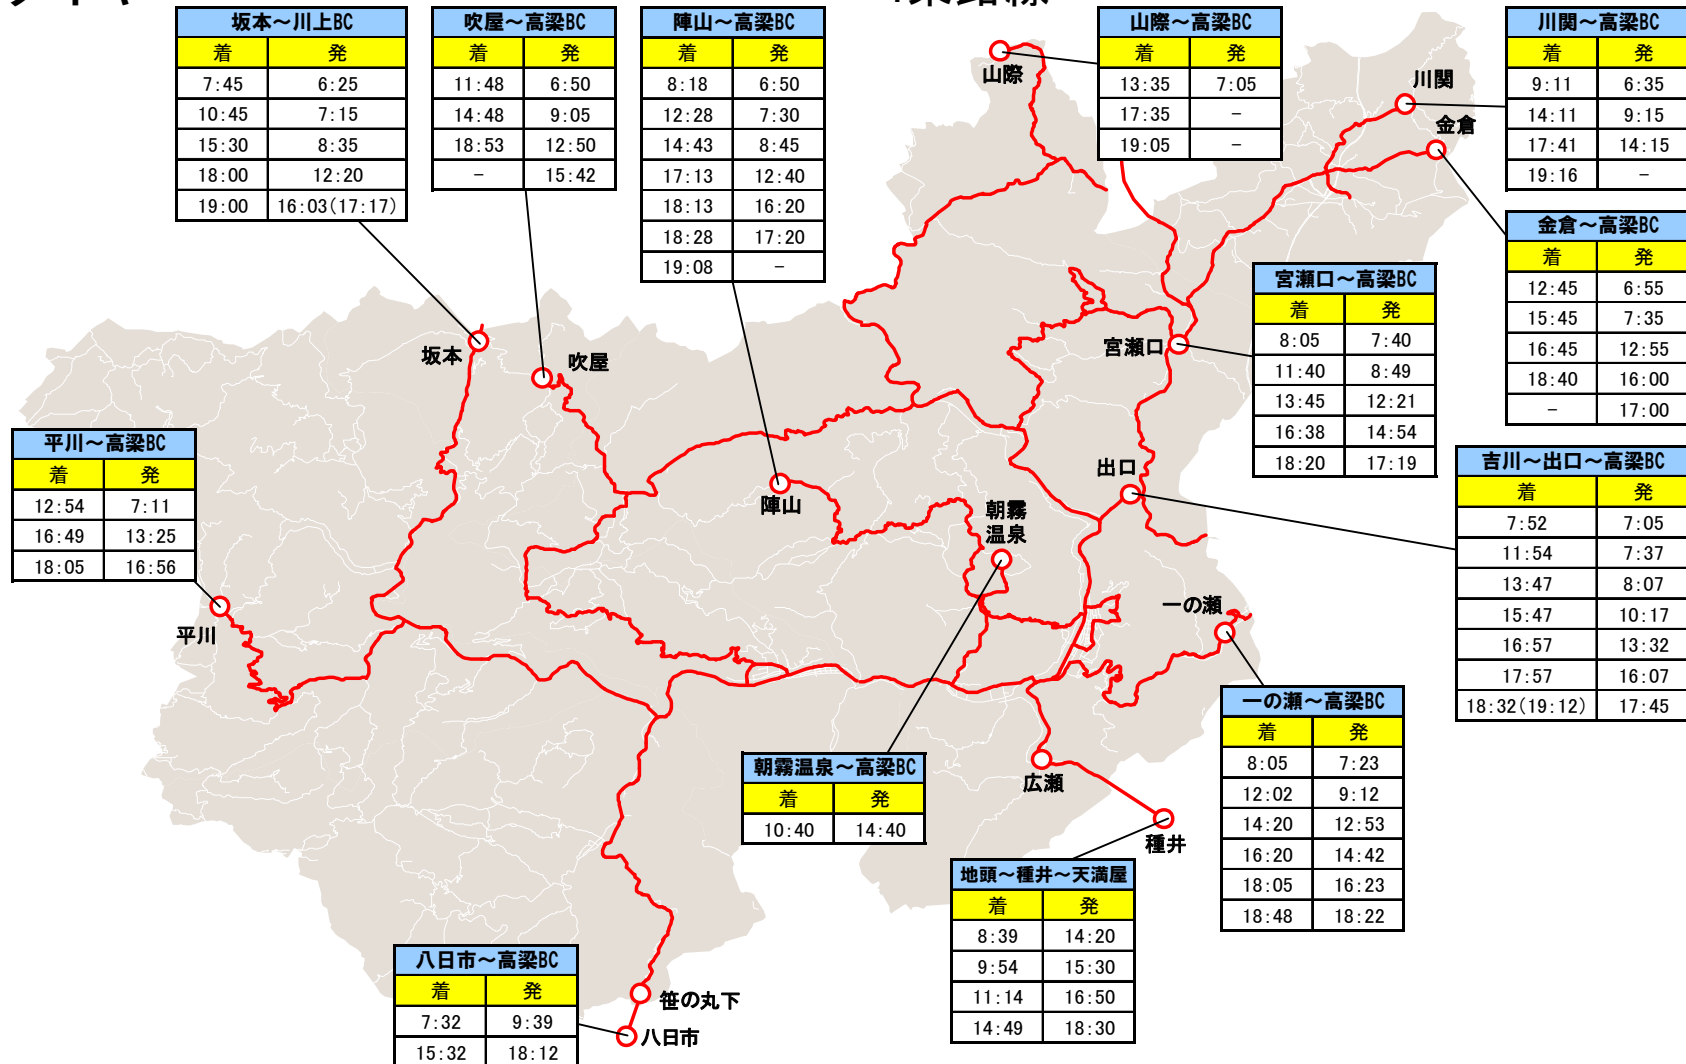 坂本～川上BC
着 発
7:45 6:25
10:45 7:15
15:30 8:35
18:00 12:20
19:00 16:03(17:17)
吹屋～高梁BC
着 発
11:48 6:50
14:48 9:05
18:53 12:50
− 15:42
陣山～高梁BC
着 発
8:18 6:50
12:28 7:30
14:43 8:45
17:13 12:40
18:13 16:20
18:28 17:20
19:08 −
山際～高梁BC
着 発
13:35 7:05
17:35 −
19:05 −
川関～高梁BC
着 発
9:11 6:35
14:11 9:15
17:41 14:15
19:16 −
山際
川関
金倉
金倉～高梁BC
着 発
12:45 6:55
15:45 7:35
16:45 12:55
18:40 16:00
− 17:00
宮瀬口～高梁BC
着 発
8:05 7:40
11:40 8:49
13:45 12:21
16:38 14:54
18:20 17:19
坂本
吹屋
宮瀬口
平川～高梁BC
着 発
12:54 7:11
16:49 13:25
18:05 16:56
吉川～出口～高梁BC
着 発
7:52 7:05
11:54 7:37
13:47 8:07
15:47 10:17
16:57 13:32
17:57 16:07
18:32(19:12) 17:45
出口
陣山
朝霧
温泉
一の瀬
平川
一の瀬～高梁BC
着 発
8:05 7:23
12:02 9:12
14:20 12:53
16:20 14:42
18:05 16:23
18:48 18:22
朝霧温泉～高梁BC
着 発
10:40 14:40
広瀬
種井
地頭～種井～天満屋
着 発
8:39 14:20
9:54 15:30
11:14 16:50
14:49 18:30
八日市～高梁BC
着 発
7:32 9:39
15:32 18:12
笹の丸下
八日市